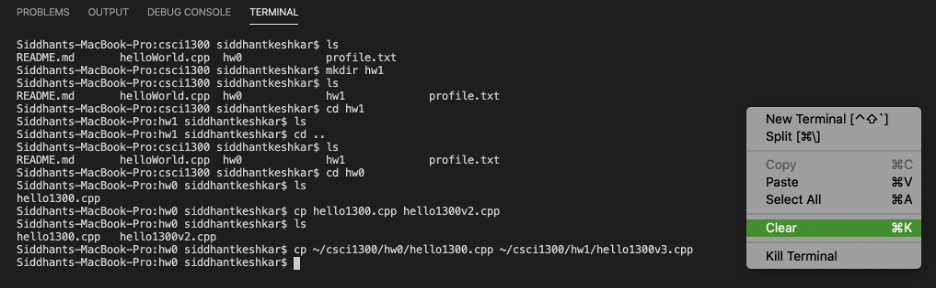 PROBLEMS OUTPUT DEBUG CONSOLE TERMINAL
Siddhants-MacBook-Pro:csci1300 siddhantkeshkar$ ls
README.md helloWorld.cpp hw0 profile.txt
Siddhants-MacBook-Pro:csci1300 siddhantkeshkar$ mkdir hw1
Siddhants-MacBook-Pro:csci1300 siddhantkeshkar$ ls
README.md helloWorld.cpp hw0 hw1 profile.txt
Siddhants-MacBook-Pro:csci1300 siddhantkeshkar$ cd hw1
Siddhants-MacBook-Pro:hw1 siddhantkeshkar$ ls
Siddhants-MacBook-Pro:hw1 siddhantkeshkar$ cd ..
Siddhants-MacBook-Pro:csci1300 siddhantkeshkar$ ls
README.md helloWorld.cpp hw0 hw1 profile.txt
Siddhants-MacBook-Pro:csci1300 siddhantkeshkar$ cd hw0
Siddhants-MacBook-Pro:hw0 siddhantkeshkar$ ls
hello1300.cpp
Siddhants-MacBook-Pro:hw0 siddhantkeshkar$ cp hello1300.cpp hello1300v2.cpp
Siddhants-MacBook-Pro:hw0 siddhantkeshkar$ ls
hello1300.cpp hello1300v2.cpp
Siddhants-MacBook-Pro:hw0 siddhantkeshkar$ cp ~/csci1300/hw0/hello1300.cpp ~/csci1300/hw1/hello1300v3.cpp
Siddhants-MacBook-Pro:hw0 siddhantkeshkar$
New Terminal [^⇧`]
Split [⌘\]
Copy ⌘C
Paste ⌘V
Select All ⌘A
Clear ⌘K
Kill Terminal